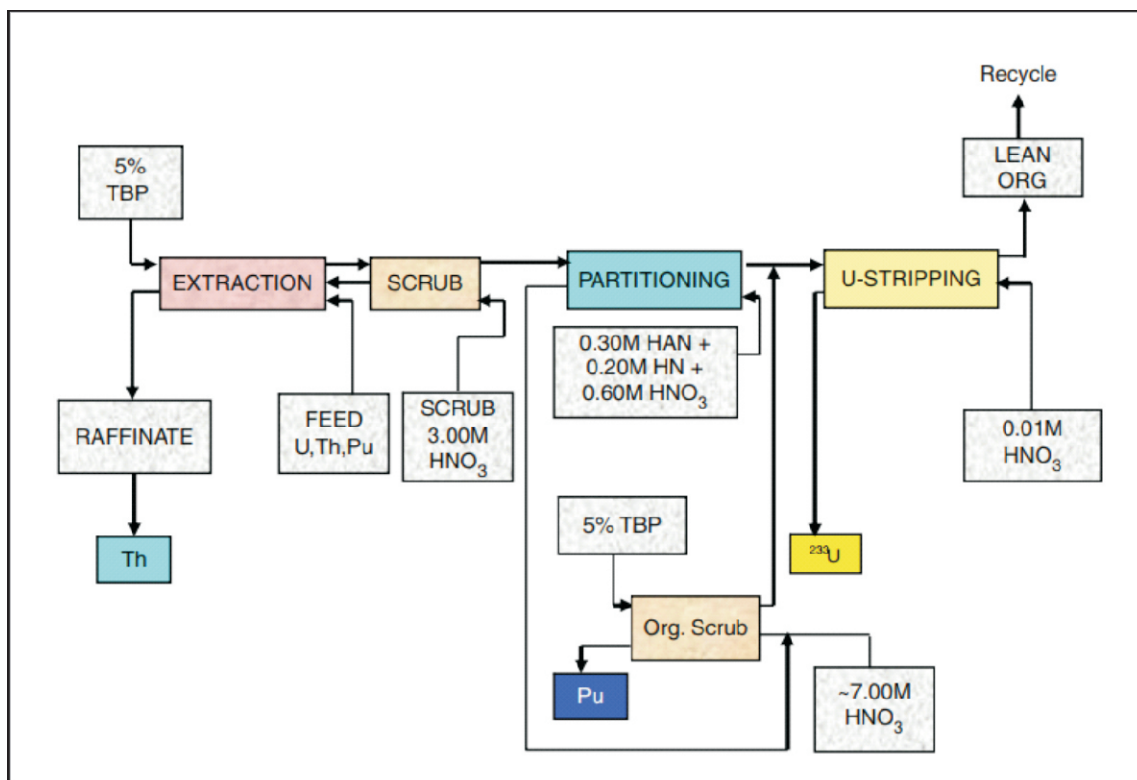 Recycle
LEAN
ORG
5%
TBP
EXTRACTION
SCRUB
PARTITIONING
U-STRIPPING
RAFFINATE
FEED
U,Th,Pu
SCRUB
3.00M
HNO₃
0.30M HAN +
0.20M HN +
0.60M HNO₃
0.01M
HNO₃
Th
5% TBP
²³³U
Org. Scrub
Pu
~7.00M
HNO₃